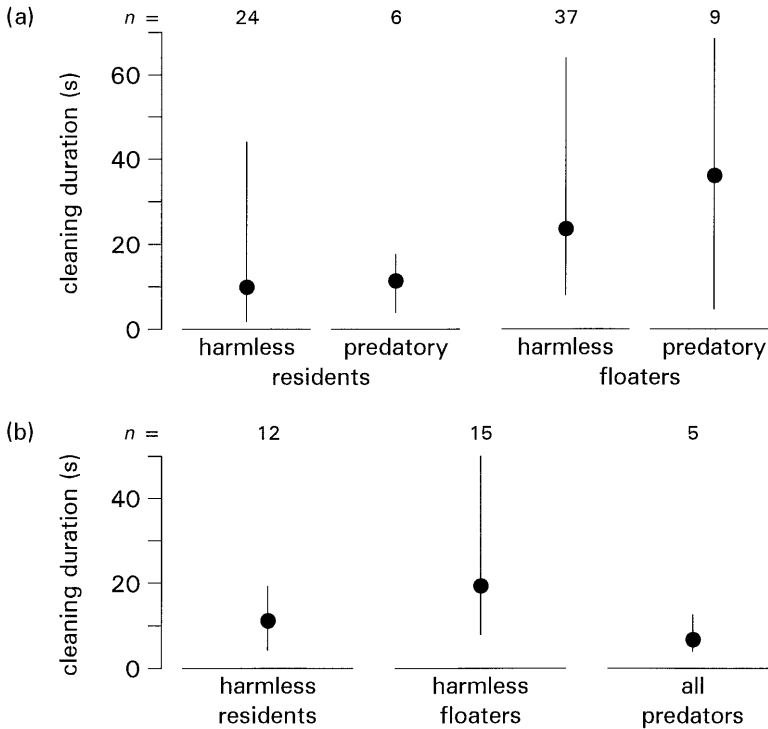 (a) n = 24 6 37 9
cleaning duration (s)
60
40
20
0
harmless predatory harmless predatory
residents floaters
(b) n = 12 15 5
cleaning duration (s)
40
20
0
harmless harmless all
residents floaters predators